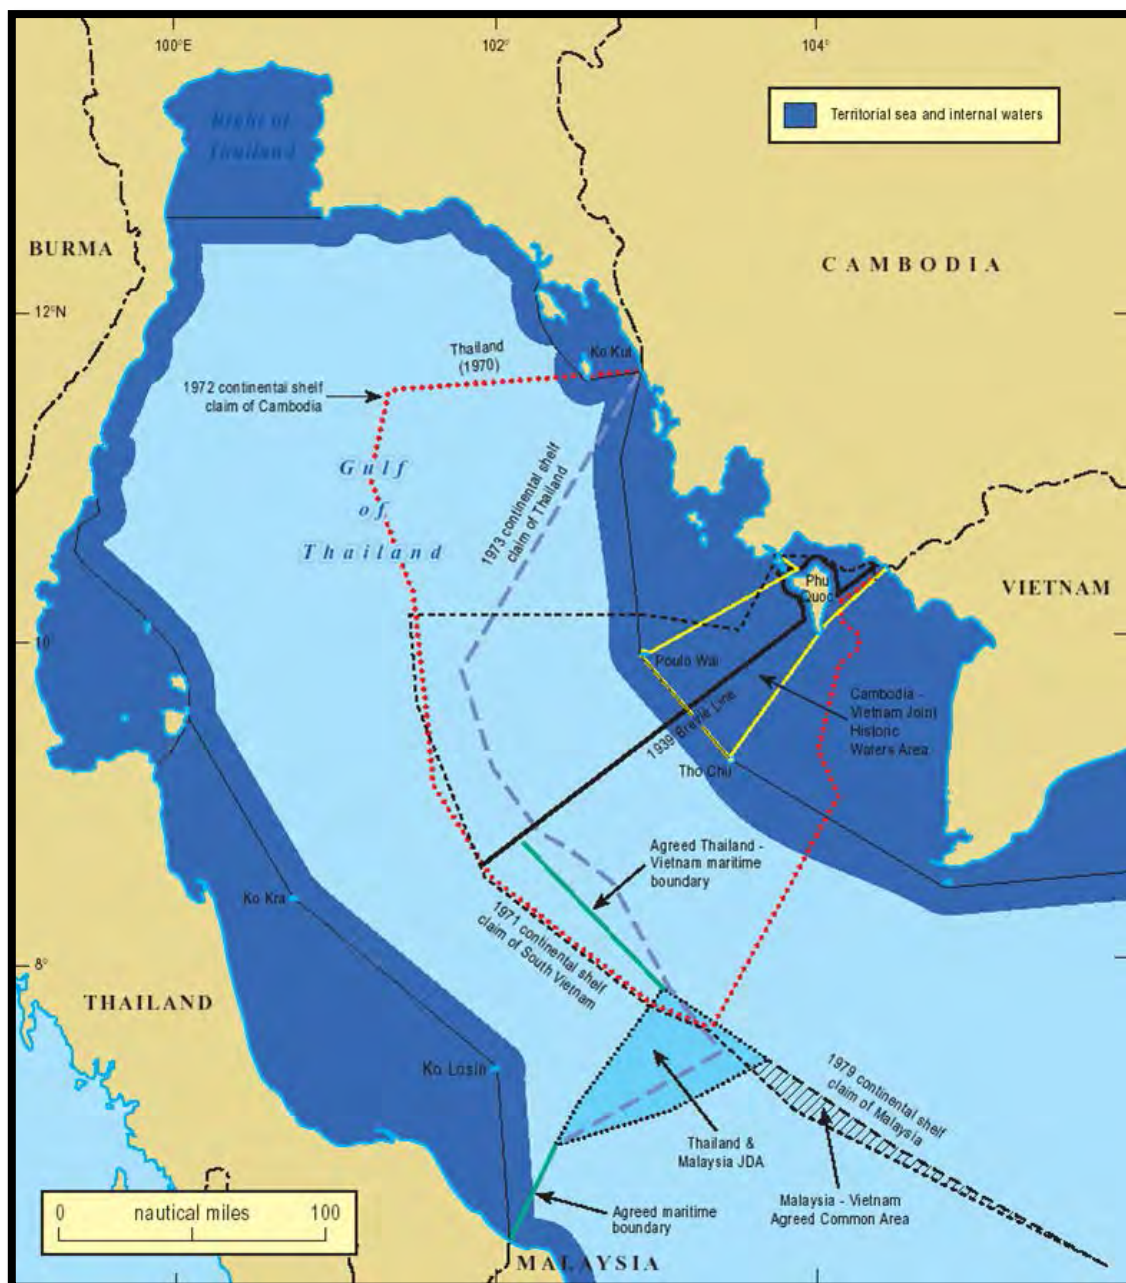 100°E
102°
104°
Bight of
Thailand
Territorial sea and internal waters
BURMA
CAMBODIA
12°N
Thailand
(1970)
Ko Kut
1972 continental shelf
claim of Cambodia
Gulf
of
Thailand
1973 continental shelf
claim of Thailand
Phu
Quoc
VIETNAM
10°
Poulo Wai
1939 Brevie Line
Cambodia -
Vietnam Joint
Historic
Waters Area
Tho Chu
Agreed Thailand -
Vietnam maritime
boundary
Ko Kra
1971 continental shelf
claim of South Vietnam
8°
THAILAND
Ko Losin
1979 continental shelf
claim of Malaysia
Thailand &
Malaysia JDA
Malaysia - Vietnam
Agreed Common Area
Agreed maritime
boundary
0 nautical miles 100
MALAYSIA